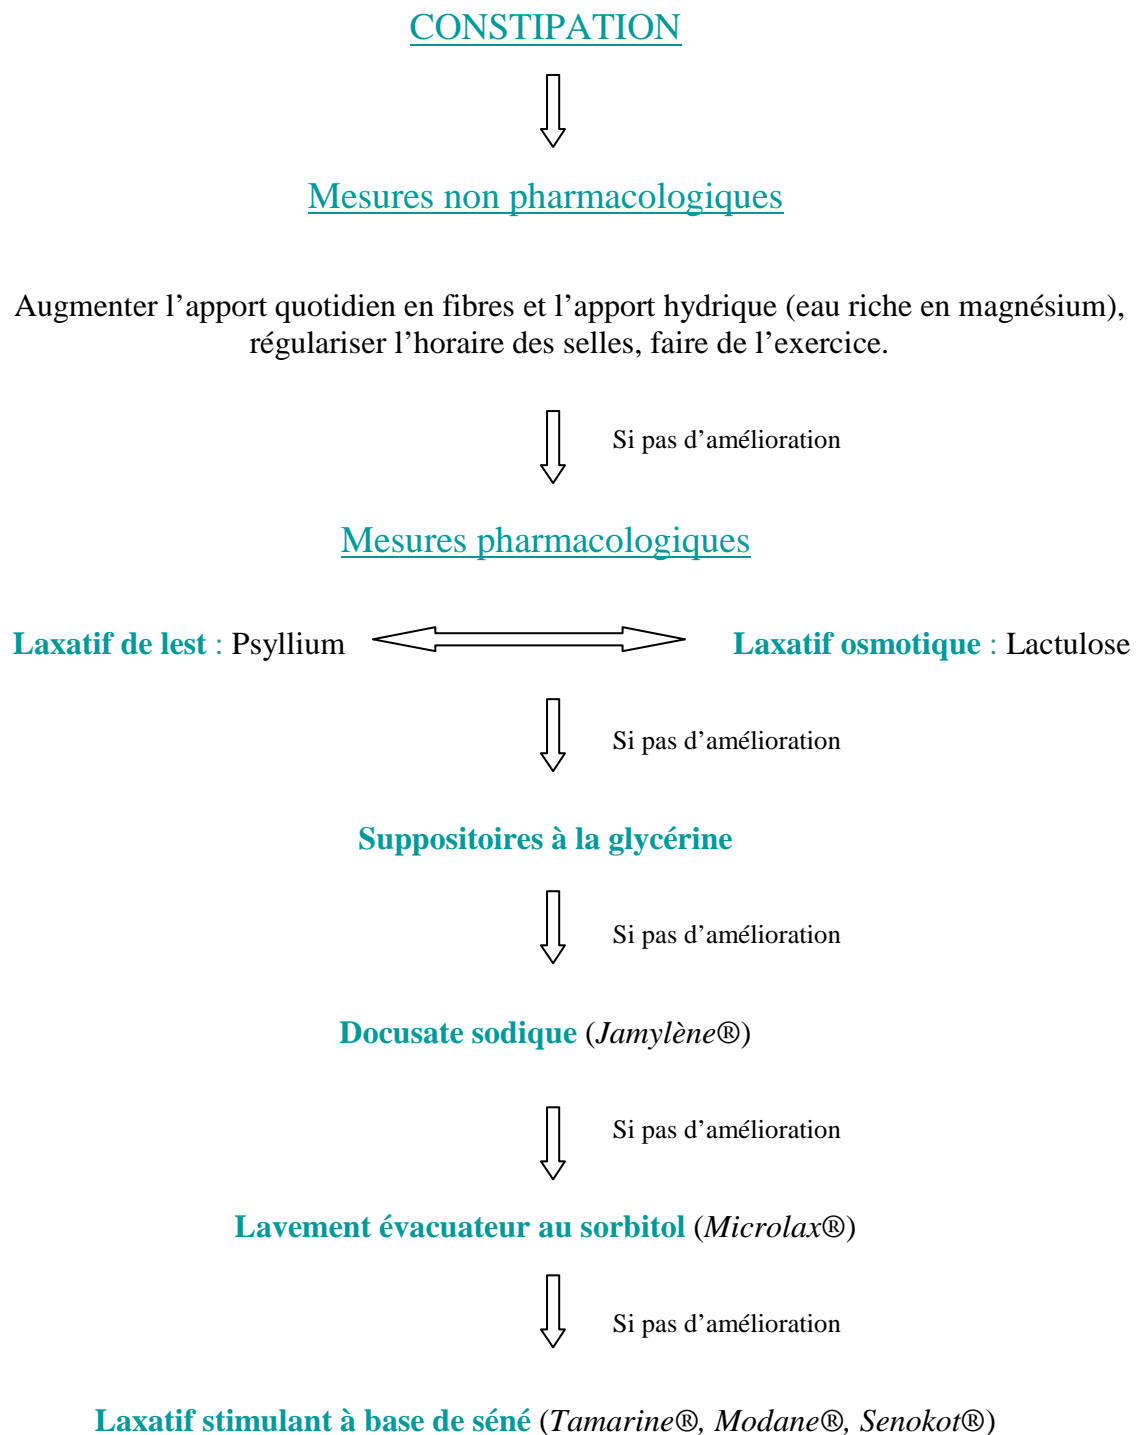 CONSTIPATION
Mesures non pharmacologiques
Augmenter l’apport quotidien en fibres et l’apport hydrique (eau riche en magnésium),
régulariser l’horaire des selles, faire de l’exercice.
Si pas d’amélioration
Mesures pharmacologiques
Laxatif de lest : Psyllium
Laxatif osmotique : Lactulose
Si pas d’amélioration
Suppositoires à la glycérine
Si pas d’amélioration
Docusate sodique (Jamylène®)
Si pas d’amélioration
Lavement évacuateur au sorbitol (Microlax®)
Si pas d’amélioration
Laxatif stimulant à base de séné (Tamarine®, Modane®, Senokot®)